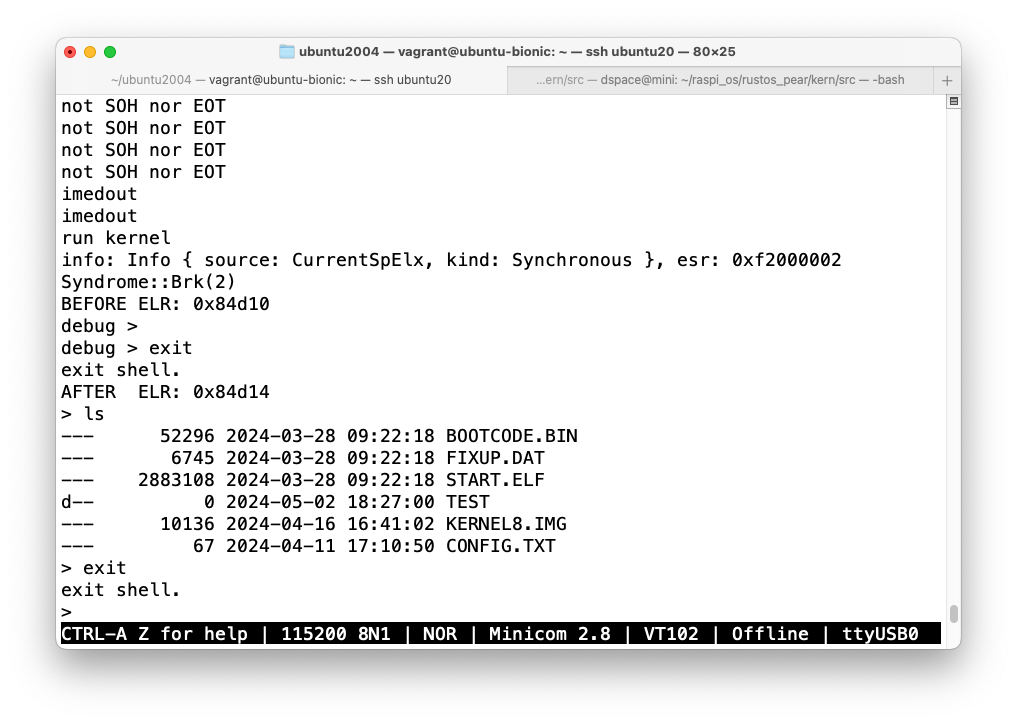 ubuntu2004 — vagrant@ubuntu-bionic: ~ — ssh ubuntu20 — 80×25
~/ubuntu2004 — vagrant@ubuntu-bionic: ~ — ssh ubuntu20
...ern/src — dspace@mini: ~/raspi_os/rustos_pear/kern/src — -bash
+
not SOH nor EOT
not SOH nor EOT
not SOH nor EOT
not SOH nor EOT
imedout
imedout
run kernel
info: Info { source: CurrentSpElx, kind: Synchronous }, esr: 0xf2000002
Syndrome::Brk(2)
BEFORE ELR: 0x84d10
debug >
debug > exit
exit shell.
AFTER  ELR: 0x84d14
> ls
---      52296 2024-03-28 09:22:18 BOOTCODE.BIN
---       6745 2024-03-28 09:22:18 FIXUP.DAT
---    2883108 2024-03-28 09:22:18 START.ELF
d--          0 2024-05-02 18:27:00 TEST
---      10136 2024-04-16 16:41:02 KERNEL8.IMG
---         67 2024-04-11 17:10:50 CONFIG.TXT
> exit
exit shell.
>
CTRL-A Z for help | 115200 8N1 | NOR | Minicom 2.8 | VT102 | Offline | ttyUSB0